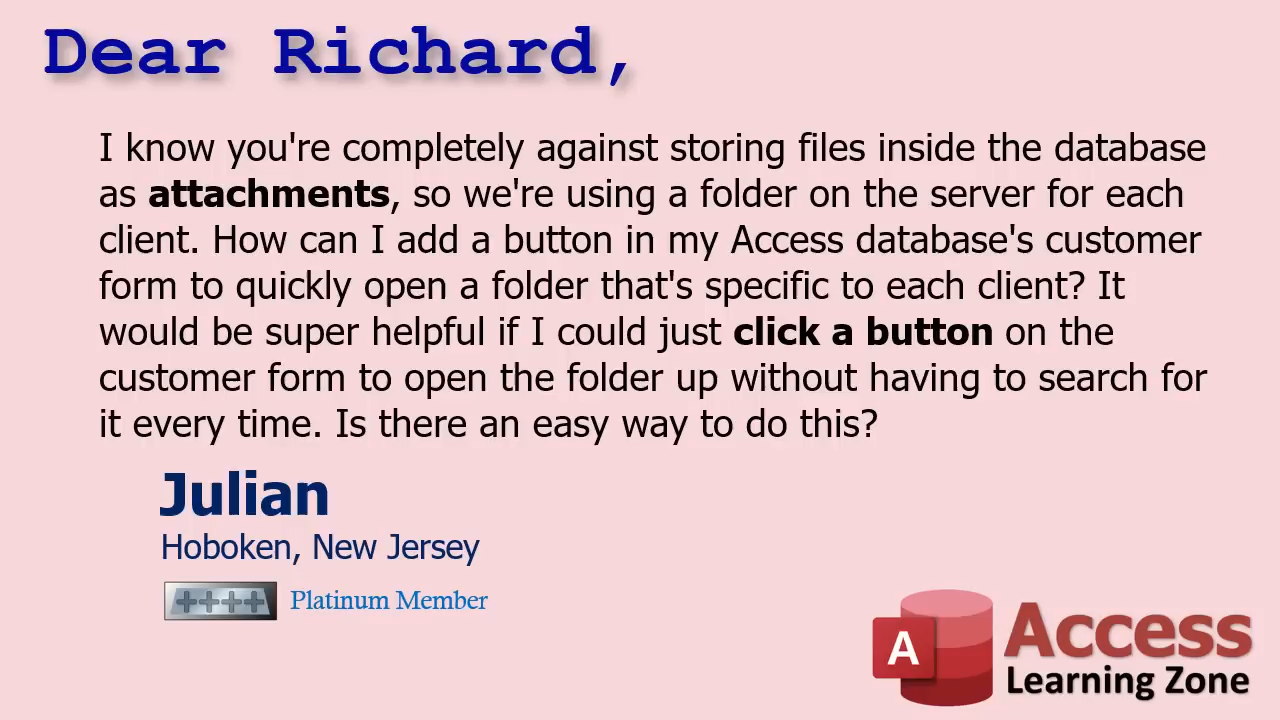 Dear Richard,
I know you're completely against storing files inside the database
as attachments, so we're using a folder on the server for each
client. How can I add a button in my Access database's customer
form to quickly open a folder that's specific to each client? It
would be super helpful if I could just click a button on the
customer form to open the folder up without having to search for
it every time. Is there an easy way to do this?
Julian
Hoboken, New Jersey
++++ Platinum Member
A
Access
Learning Zone